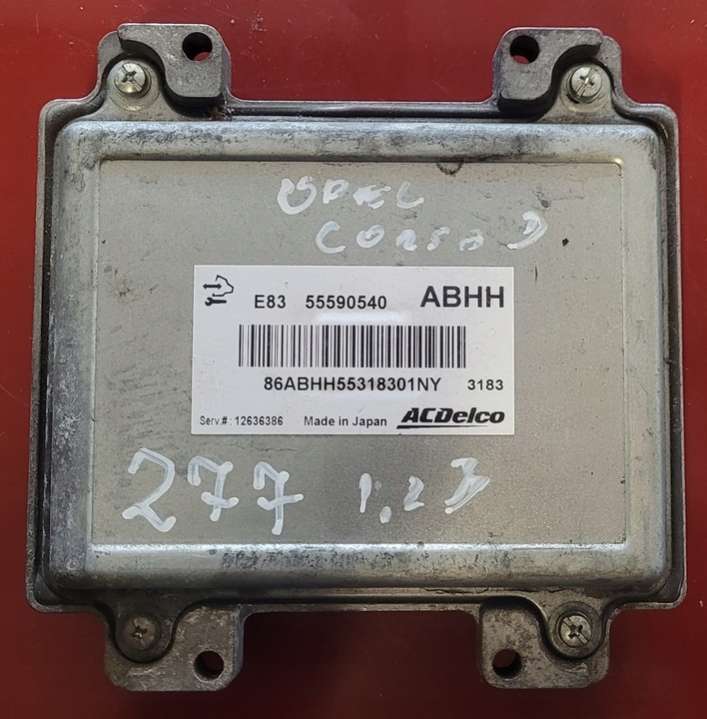 OPEL
CORSA D
E83 55590540 ABHH
86ABHH55318301NY 3183
Serv.#: 12636386 Made in Japan ACDelco
277 1,2 B